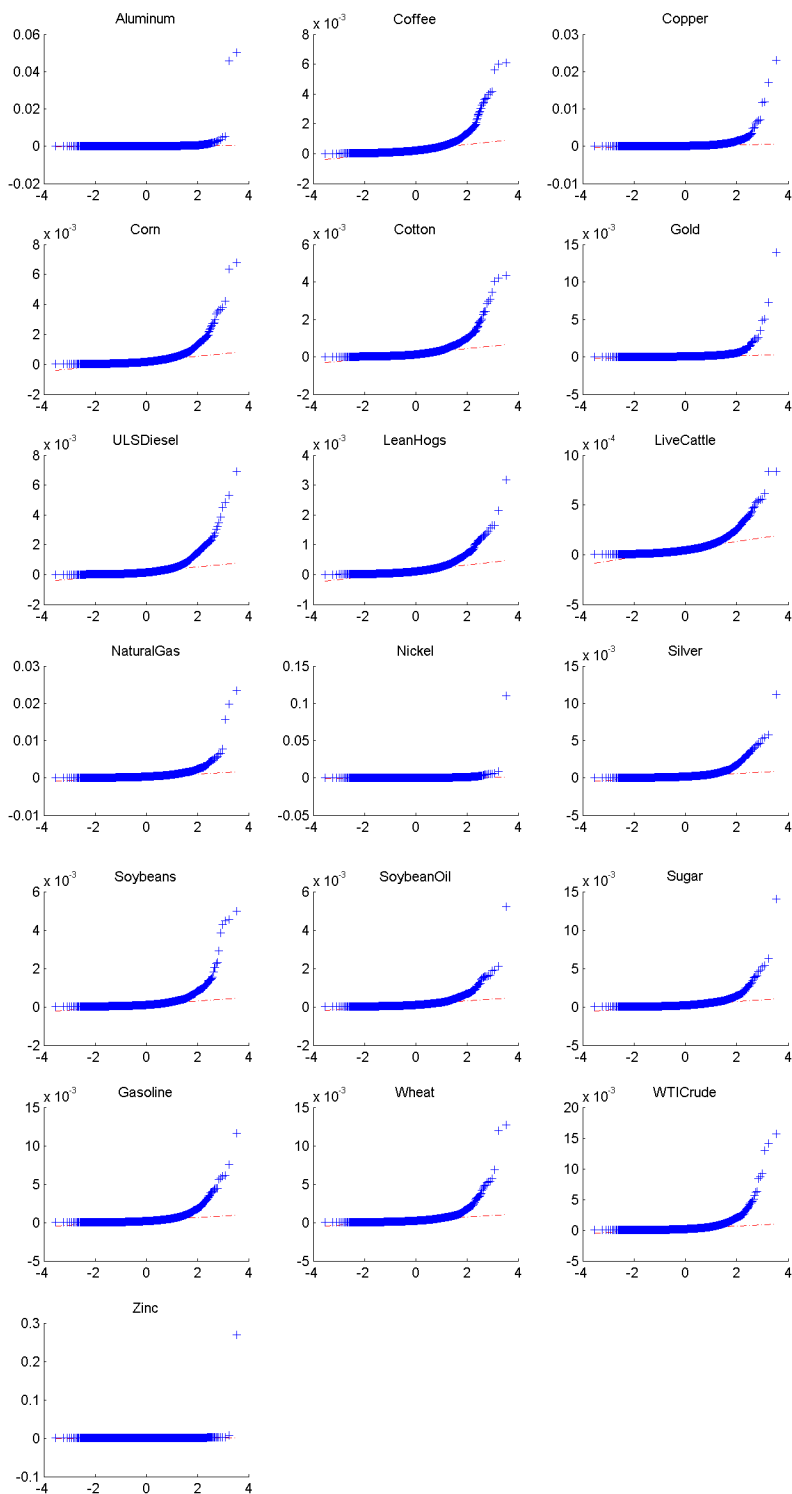 Aluminum
0.06
0.04
0.02
0
-0.02
-4 -2 0 2 4
Coffee
x 10^-3
8
6
4
2
0
-2
-4 -2 0 2 4
Copper
0.03
0.02
0.01
0
-0.01
-4 -2 0 2 4
Corn
x 10^-3
8
6
4
2
0
-2
-4 -2 0 2 4
Cotton
x 10^-3
6
4
2
0
-2
-4 -2 0 2 4
Gold
x 10^-3
15
10
5
0
-5
-4 -2 0 2 4
ULSDiesel
x 10^-3
8
6
4
2
0
-2
-4 -2 0 2 4
LeanHogs
x 10^-3
4
3
2
1
0
-1
-4 -2 0 2 4
LiveCattle
x 10^-4
10
5
0
-5
-4 -2 0 2 4
NaturalGas
0.03
0.02
0.01
0
-0.01
-4 -2 0 2 4
Nickel
0.15
0.1
0.05
0
-0.05
-4 -2 0 2 4
Silver
x 10^-3
15
10
5
0
-5
-4 -2 0 2 4
Soybeans
x 10^-3
6
4
2
0
-2
-4 -2 0 2 4
SoybeanOil
x 10^-3
6
4
2
0
-2
-4 -2 0 2 4
Sugar
x 10^-3
15
10
5
0
-5
-4 -2 0 2 4
Gasoline
x 10^-3
15
10
5
0
-5
-4 -2 0 2 4
Wheat
x 10^-3
15
10
5
0
-5
-4 -2 0 2 4
WTICrude
x 10^-3
20
15
10
5
0
-5
-4 -2 0 2 4
Zinc
0.3
0.2
0.1
0
-0.1
-4 -2 0 2 4